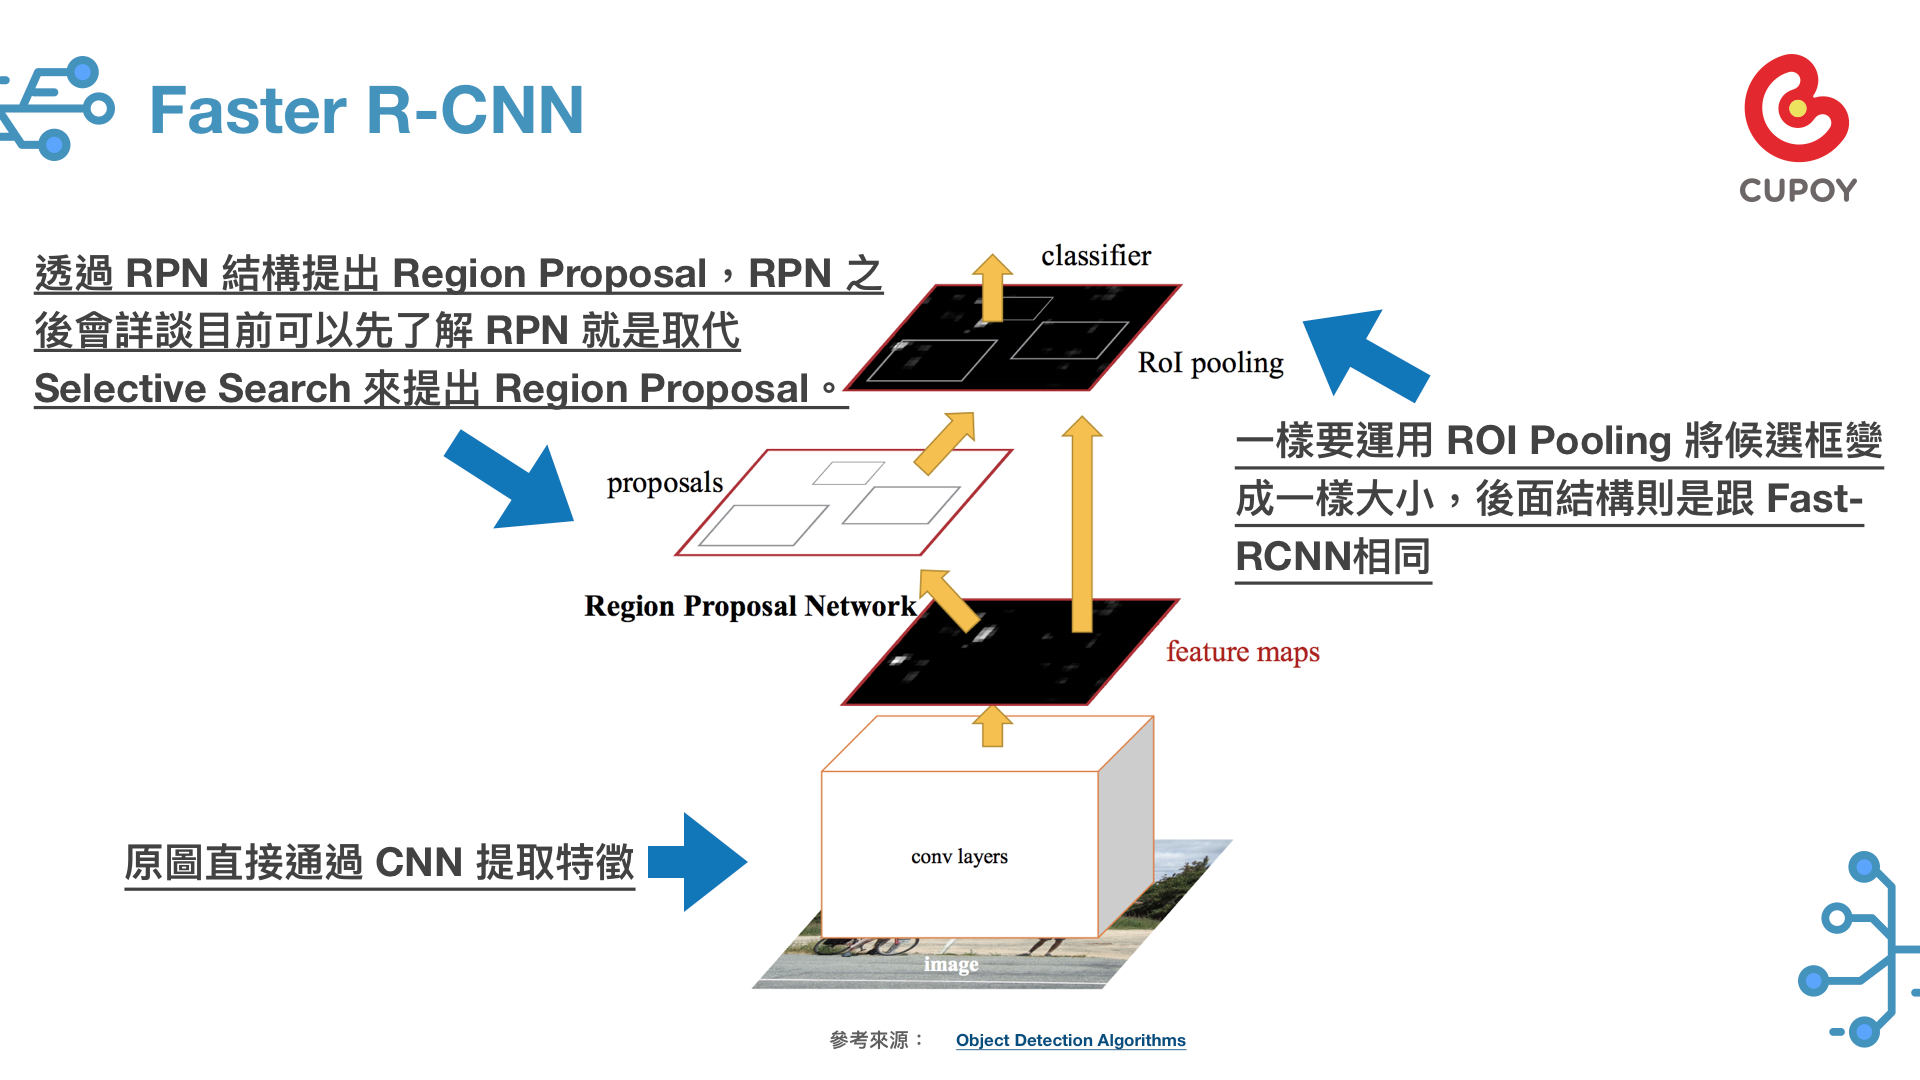 Faster R-CNN
CUPOY
透過 RPN 結構提出 Region Proposal,RPN 之
後會詳談目前可以先了解 RPN 就是取代
Selective Search 來提出 Region Proposal。
classifier
RoI pooling
一樣要運用 ROI Pooling 將候選框變
成一樣大小,後面結構則是跟 Fast-
RCNN相同
proposals
Region Proposal Network
feature maps
原圖直接通過 CNN 提取特徵
conv layers
image
參考來源: Object Detection Algorithms